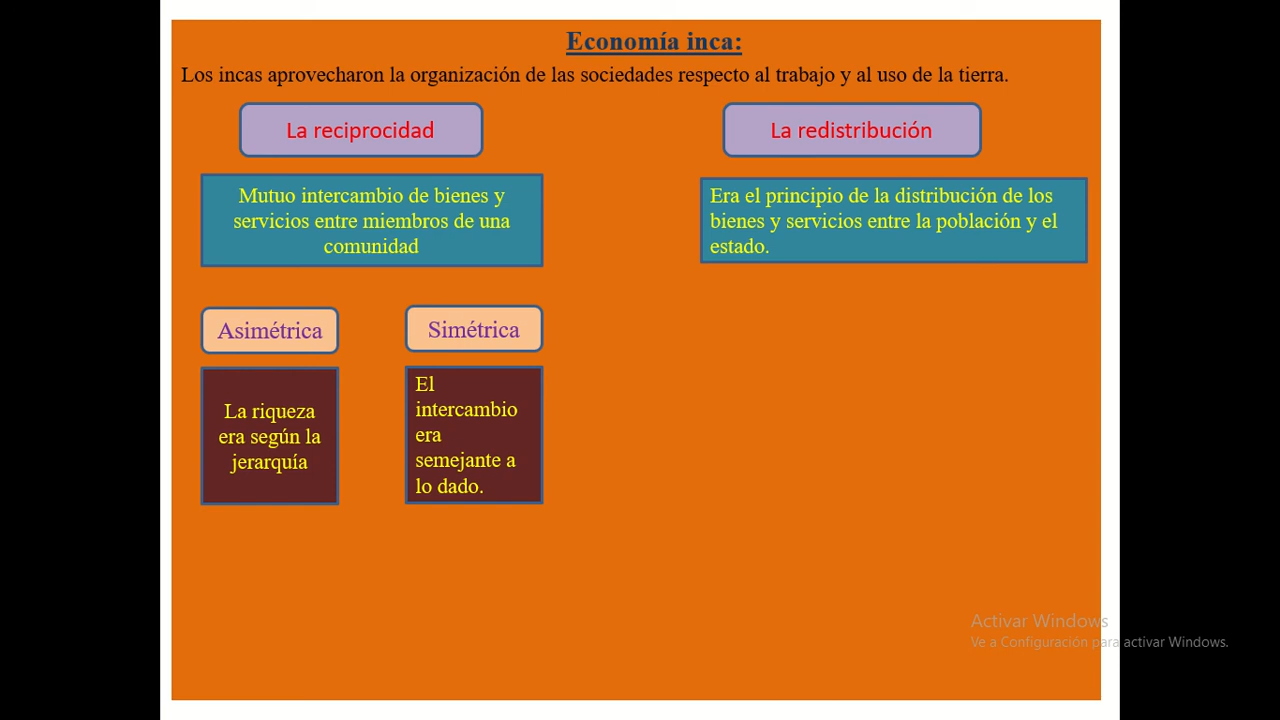 Economía inca:
Los incas aprovecharon la organización de las sociedades respecto al trabajo y al uso de la tierra.
La reciprocidad
Mutuo intercambio de bienes y
servicios entre miembros de una
comunidad
Asimétrica
La riqueza
era según la
jerarquía
Simétrica
El
intercambio
era
semejante a
lo dado.
La redistribución
Era el principio de la distribución de los
bienes y servicios entre la población y el
estado.
Activar Windows
Ve a Configuración para activar Windows.